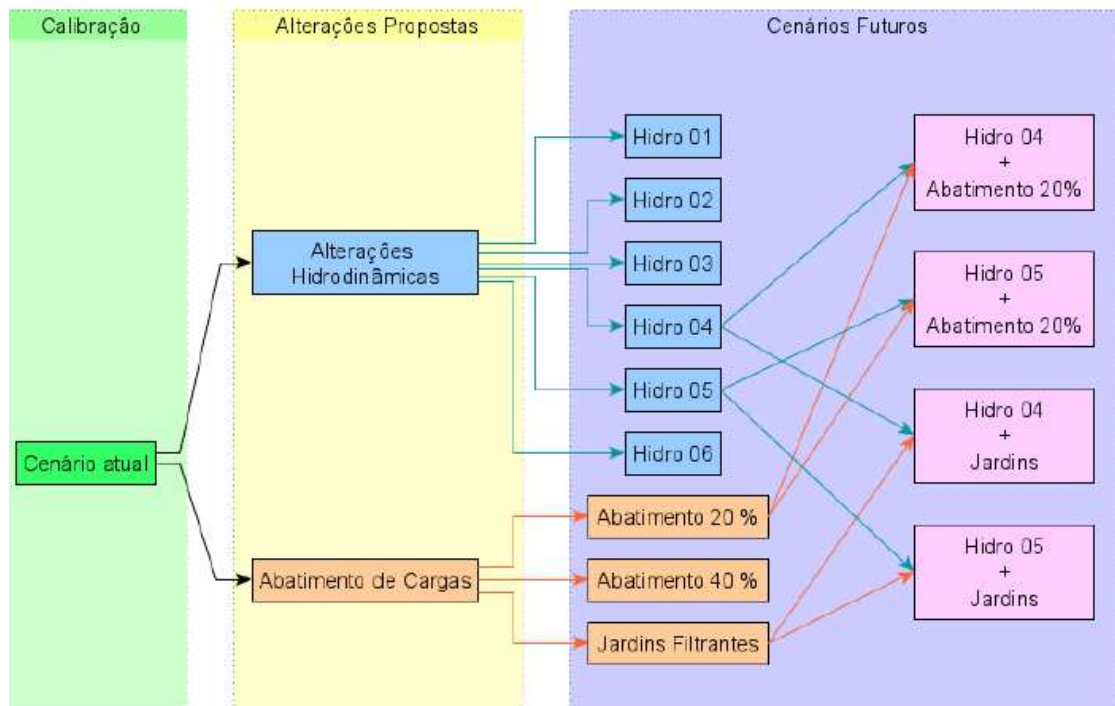 Calibração
Alterações Propostas
Cenários Futuros
Cenário atual
Alterações
Hidrodinâmicas
Abatimento de Cargas
Hidro 01
Hidro 02
Hidro 03
Hidro 04
Hidro 05
Hidro 06
Abatimento 20 %
Abatimento 40 %
Jardins Filtrantes
Hidro 04
+
Abatimento 20%
Hidro 05
+
Abatimento 20%
Hidro 04
+
Jardins
Hidro 05
+
Jardins